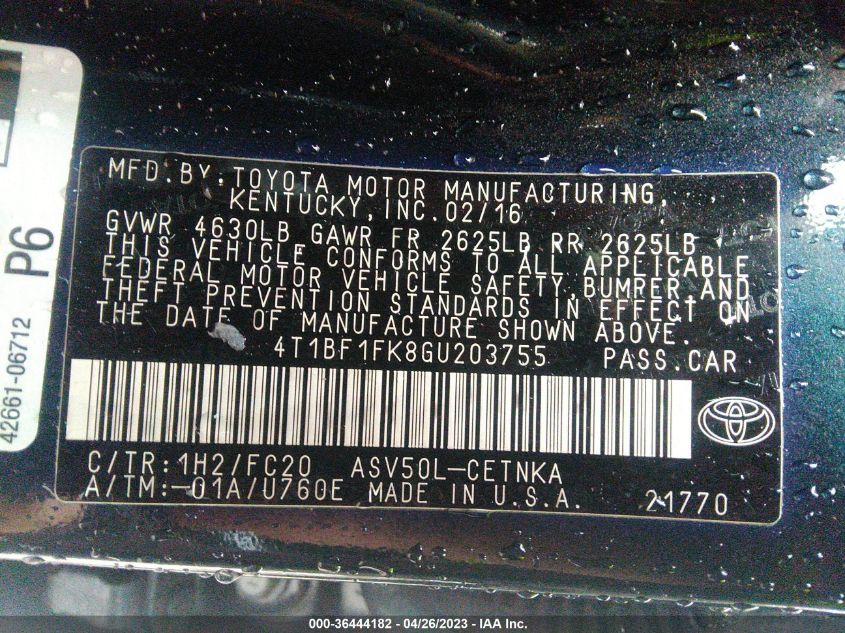 MFD. BY: TOYOTA MOTOR MANUFACTURING,
KENTUCKY, INC. 02/16
GVWR 4630LB GAWR FR 2625LB RR 2625LB
THIS VEHICLE CONFORMS TO ALL APPLICABLE
FEDERAL MOTOR VEHICLE SAFETY, BUMPER AND
THEFT PREVENTION STANDARDS IN EFFECT ON
THE DATE OF MANUFACTURE SHOWN ABOVE.
4T1BF1FK8GU203755 PASS.CAR
C/TR: 1H2/FC20 ASV50L-CETNKA
A/TM: -01A/U760E MADE IN U.S.A. 21770
P6
42661-06712
000-36444182 - 04/26/2023 - IAA Inc.